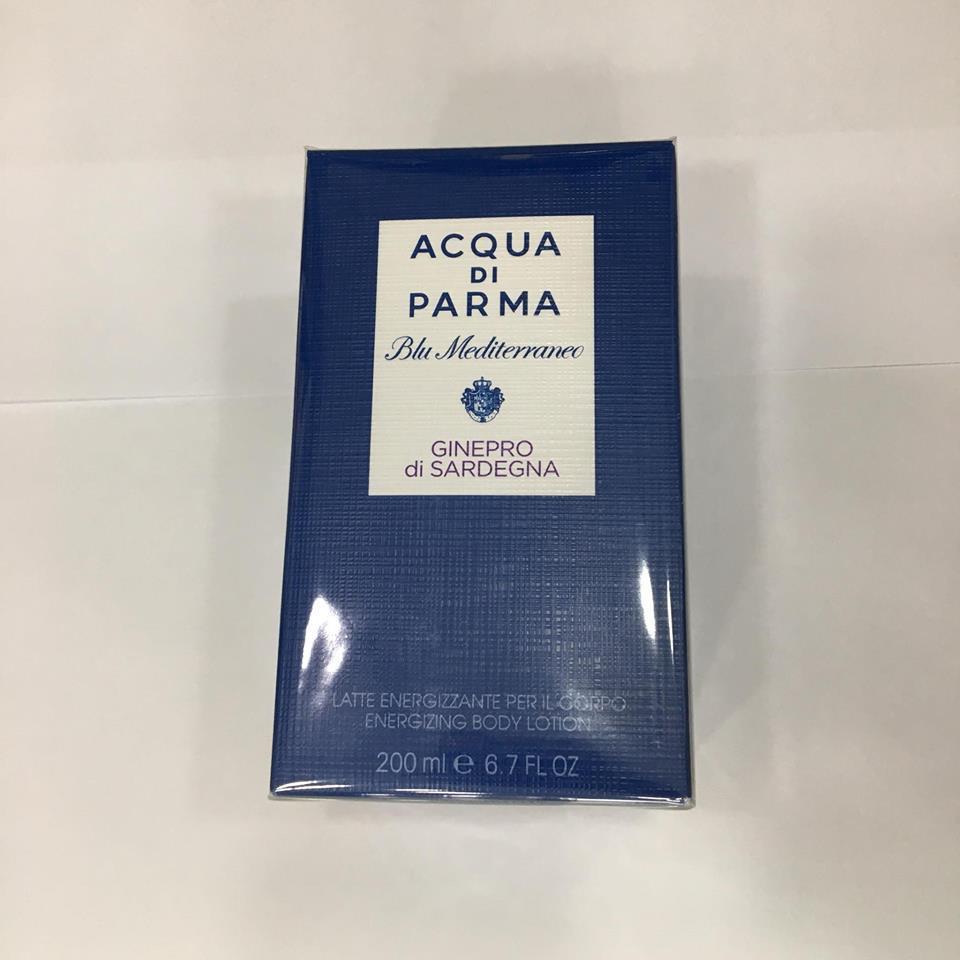 ACQUA
DI
PARMA
Blu Mediterraneo
GINEPRO
di SARDEGNA
LATTE ENERGIZZANTE PER IL CORPO
ENERGIZING BODY LOTION
200 ml ℮ 6.7 FL OZ